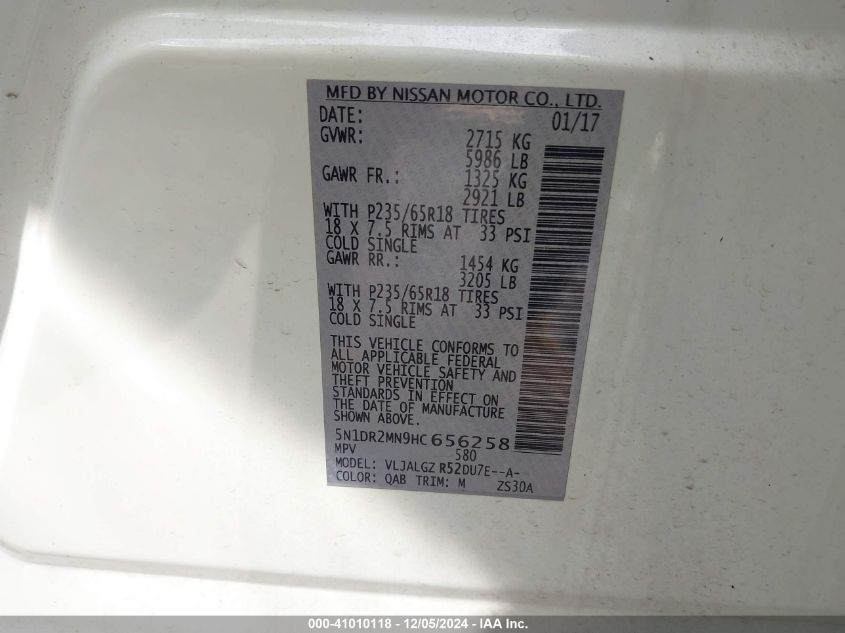 MFD BY NISSAN MOTOR CO., LTD.
DATE: 01/17
GVWR: 2715 KG
5986 LB
GAWR FR.: 1325 KG
2921 LB
WITH P235/65R18 TIRES
18 X 7.5 RIMS AT 33 PSI
COLD SINGLE
GAWR RR.: 1454 KG
3205 LB
WITH P235/65R18 TIRES
18 X 7.5 RIMS AT 33 PSI
COLD SINGLE
THIS VEHICLE CONFORMS TO
ALL APPLICABLE FEDERAL
MOTOR VEHICLE SAFETY AND
THEFT PREVENTION
STANDARDS IN EFFECT ON
THE DATE OF MANUFACTURE
SHOWN ABOVE.
5N1DR2MN9HC656258
MPV 580
MODEL: VLJALGZ R52DU7E--A-
COLOR: QAB TRIM: M ZS30A
000-41010118 - 12/05/2024 - IAA Inc.